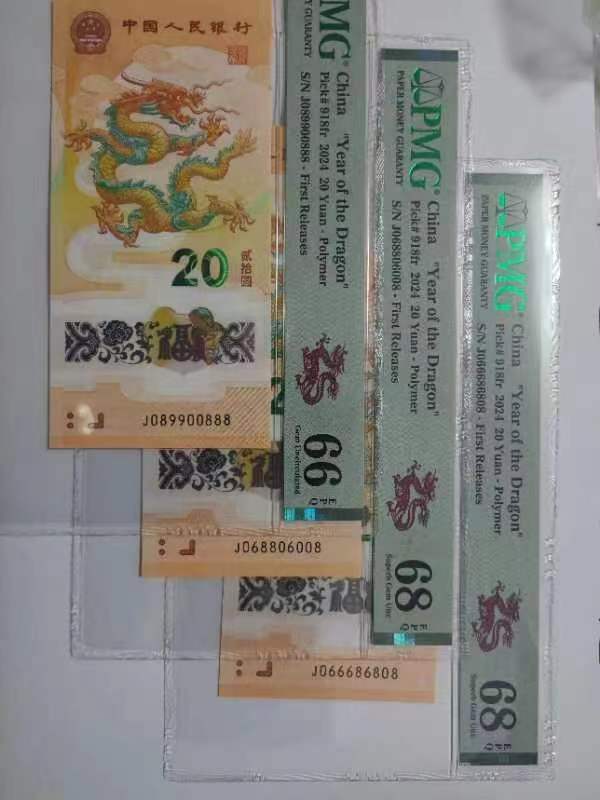 中国人民银行
20
贰拾圆
J089900888
PMG
PAPER MONEY GUARANTY
China "Year of the Dragon"
Pick# 918fr 2024 20 Yuan - Polymer
S/N J089900888 - First Releases
66
EPQ
Gem Uncirculated
J068806008
PMG
PAPER MONEY GUARANTY
China "Year of the Dragon"
Pick# 918fr 2024 20 Yuan - Polymer
S/N J068806008 - First Releases
68
EPQ
Superb Gem Unc
J066686808
PMG
PAPER MONEY GUARANTY
China "Year of the Dragon"
Pick# 918fr 2024 20 Yuan - Polymer
S/N J066686808 - First Releases
68
EPQ
Superb Gem Unc